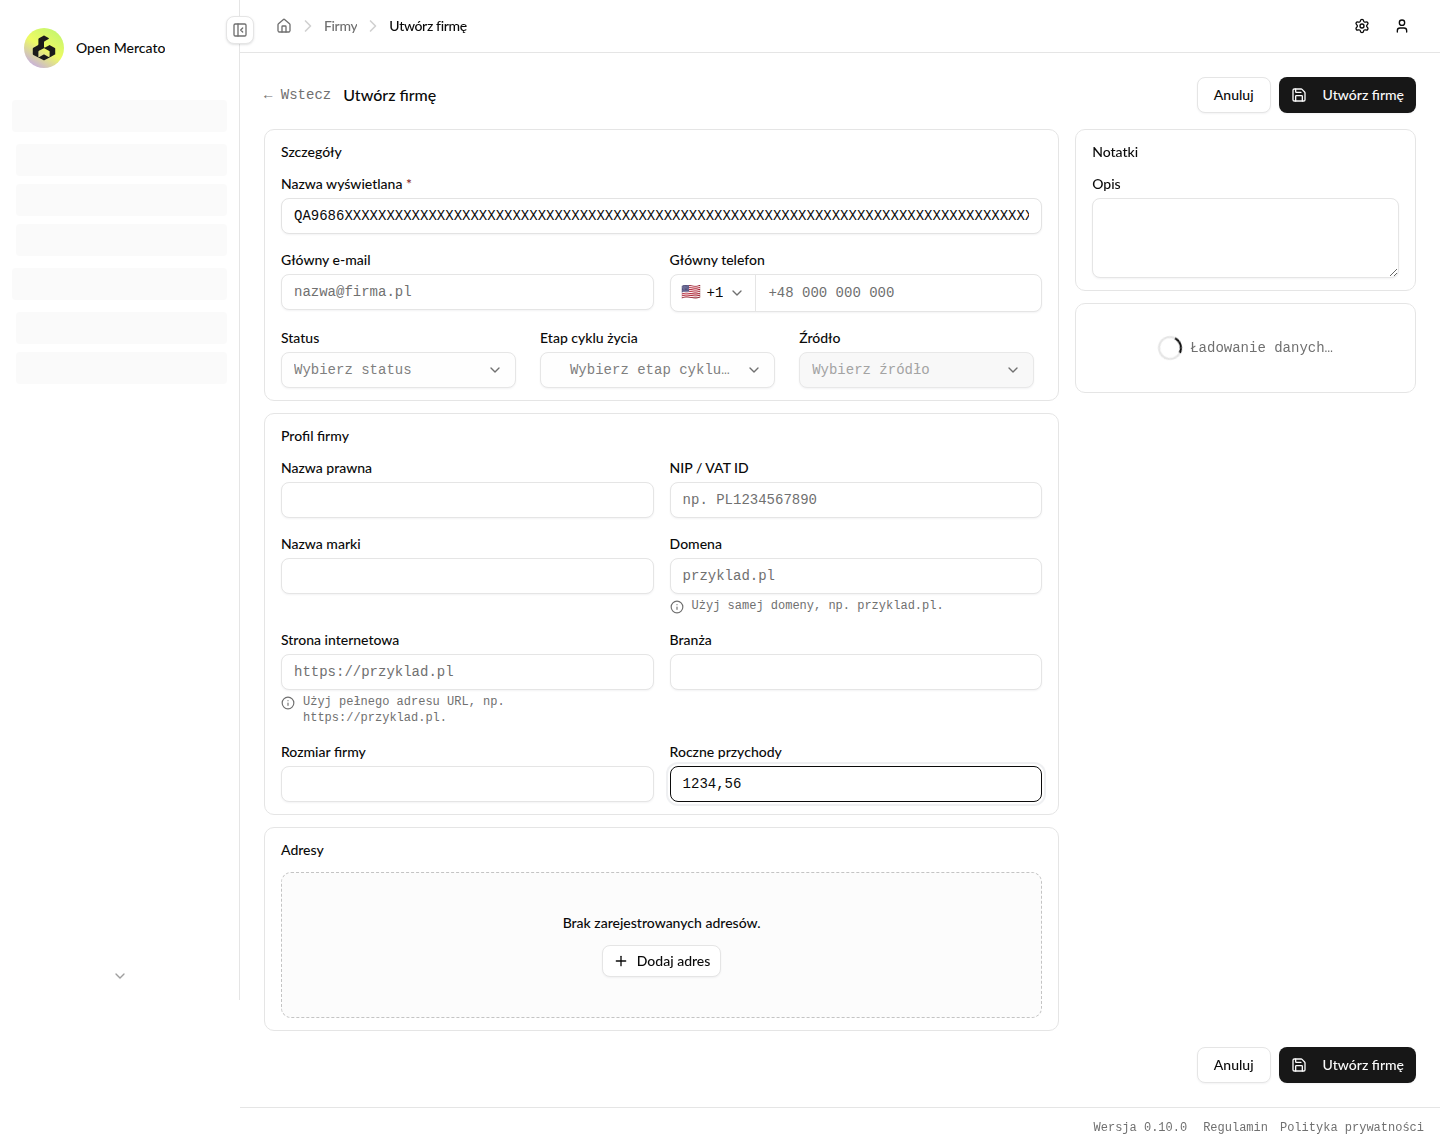 Open Mercato
Firmy
Utwórz firmę
← Wstecz
Utwórz firmę
Anuluj
Utwórz firmę
Szczegóły
Nazwa wyświetlana *
Główny e-mail
nazwa@firma.pl
Główny telefon
+1
+48 000 000 000
Status
Wybierz status
Etap cyklu życia
Wybierz etap cyklu…
Źródło
Wybierz źródło
Notatki
Opis
Ładowanie danych…
Profil firmy
Nazwa prawna
NIP / VAT ID
np. PL1234567890
Nazwa marki
Domena
przyklad.pl
Użyj samej domeny, np. przyklad.pl.
Strona internetowa
https://przyklad.pl
Użyj pełnego adresu URL, np.
https://przyklad.pl.
Branża
Rozmiar firmy
Roczne przychody
1234,56
Adresy
Brak zarejestrowanych adresów.
Dodaj adres
Anuluj
Utwórz firmę
Wersja 0.10.0
Regulamin
Polityka prywatności